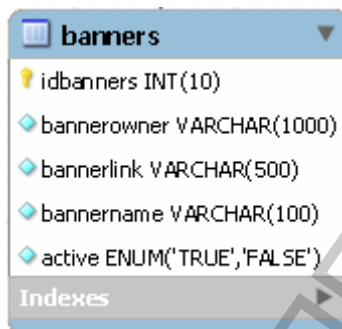 banners
idbanners INT(10)
bannerowner VARCHAR(1000)
bannerlink VARCHAR(500)
bannername VARCHAR(100)
active ENUM('TRUE','FALSE')
Indexes